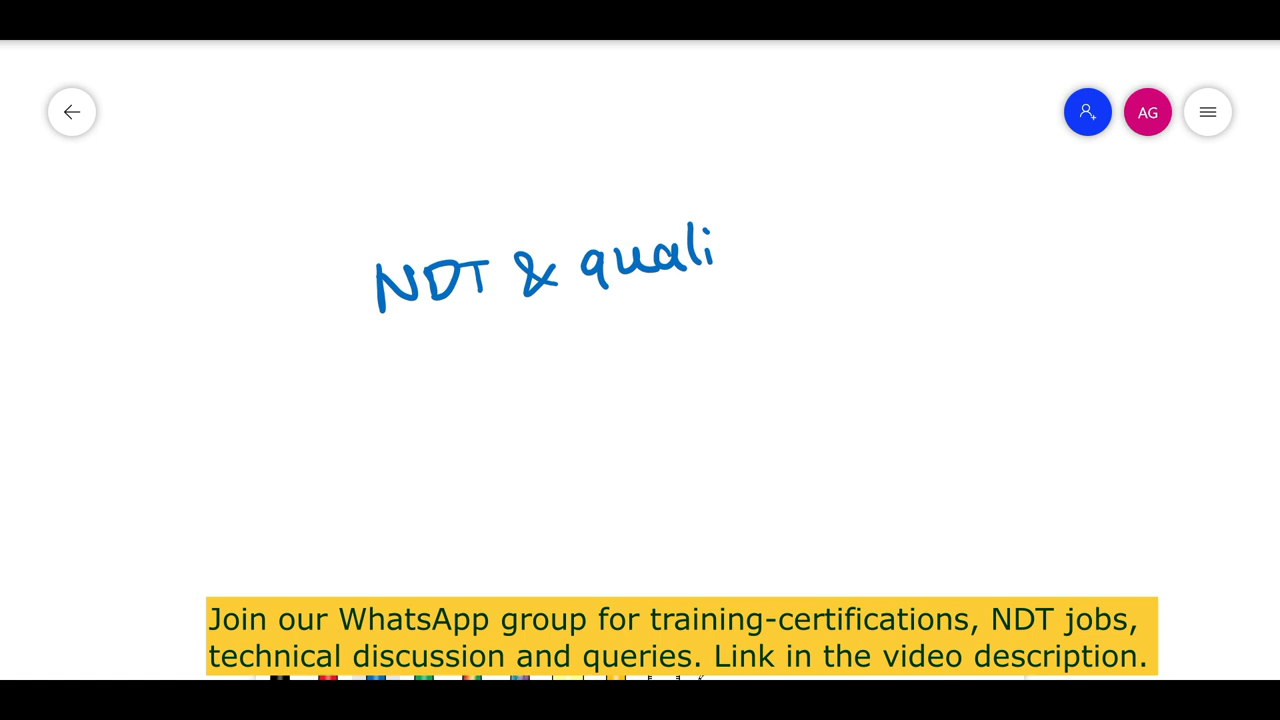 AG
NDT & quali
Join our WhatsApp group for training-certifications, NDT jobs,
technical discussion and queries. Link in the video description.